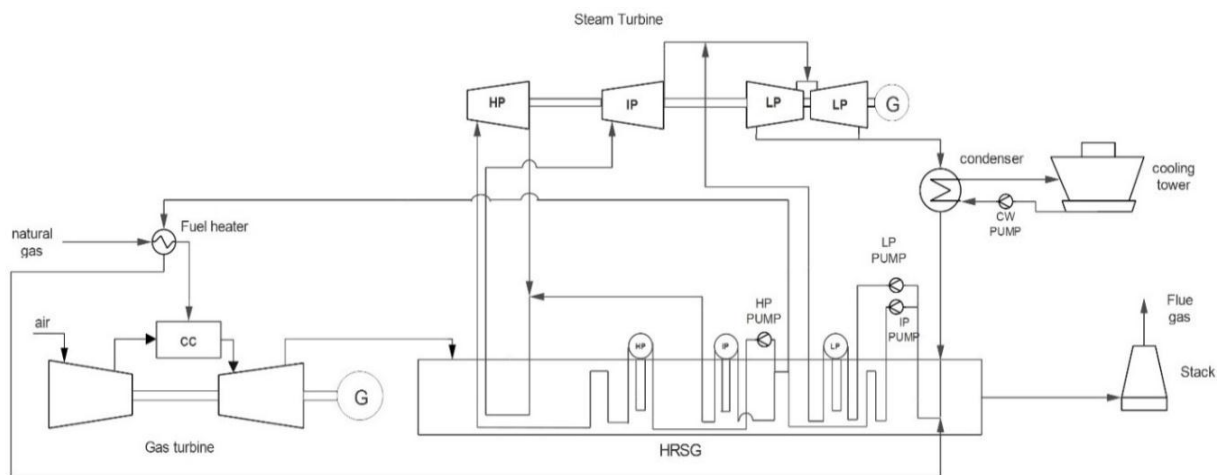 Steam Turbine
HP
IP
LP
LP
G
condenser
cooling
tower
CW
PUMP
natural
gas
Fuel heater
LP
PUMP
IP
PUMP
HP
PUMP
Flue
gas
air
CC
HP
IP
LP
G
Stack
Gas turbine
HRSG